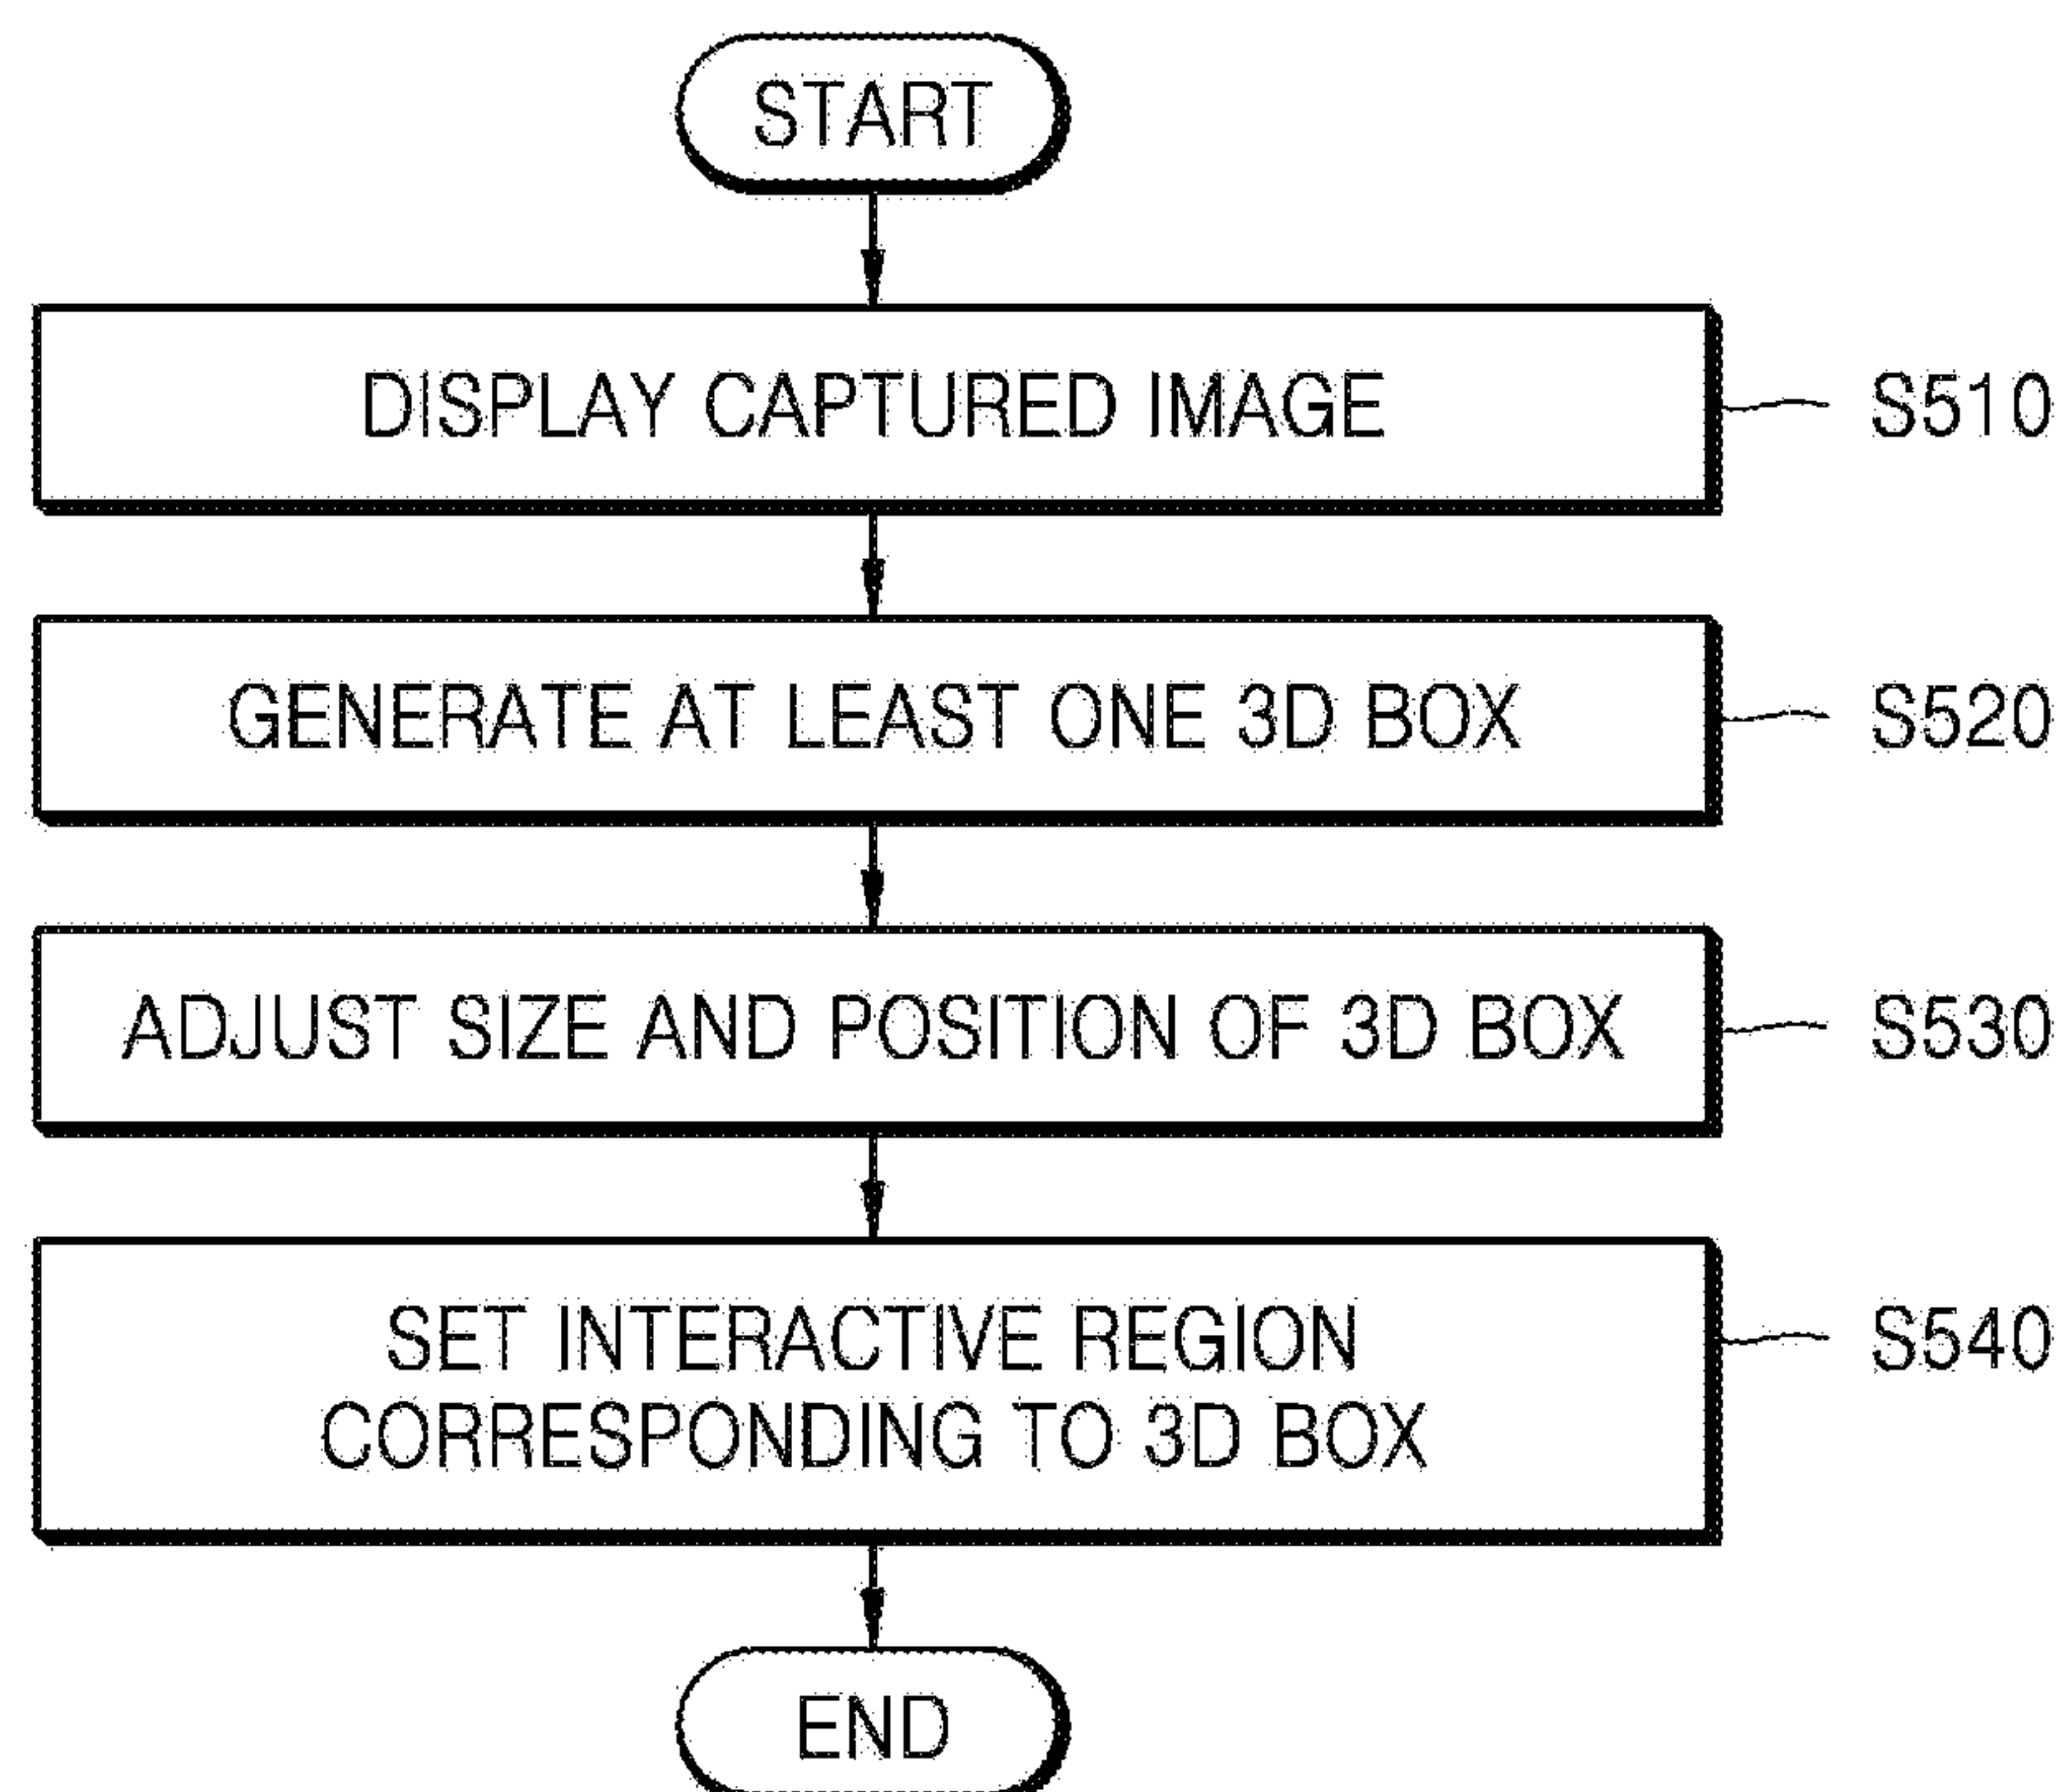 START
DISPLAY CAPTURED IMAGE
S510
GENERATE AT LEAST ONE 3D BOX
S520
ADJUST SIZE AND POSITION OF 3D BOX
S530
SET INTERACTIVE REGION
CORRESPONDING TO 3D BOX
S540
END